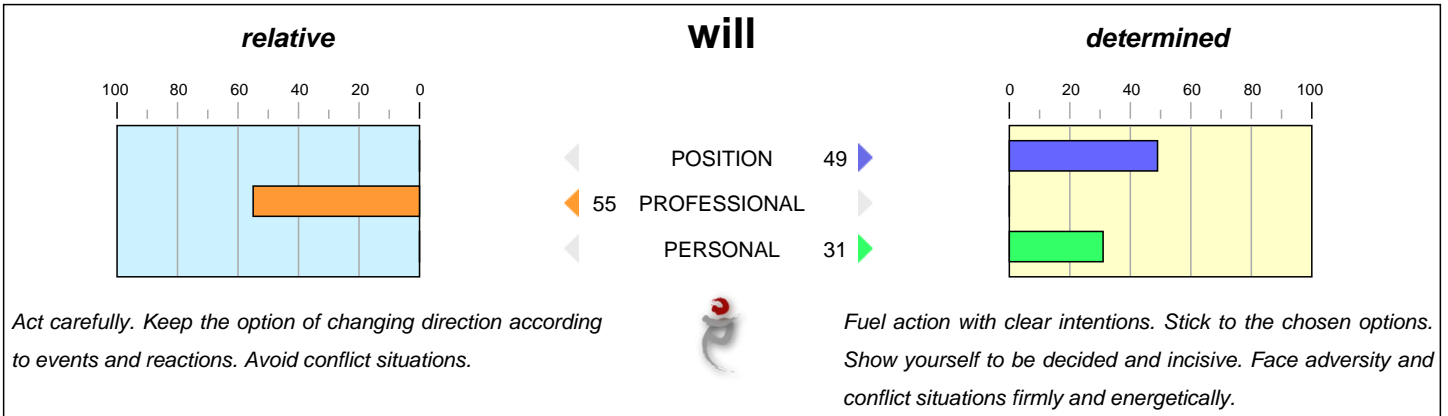 will
relative
determined
100 80 60 40 20 0
0 20 40 60 80 100
POSITION 49
55 PROFESSIONAL
PERSONAL 31
Act carefully. Keep the option of changing direction according
to events and reactions. Avoid conflict situations.
Fuel action with clear intentions. Stick to the chosen options.
Show yourself to be decided and incisive. Face adversity and
conflict situations firmly and energetically.